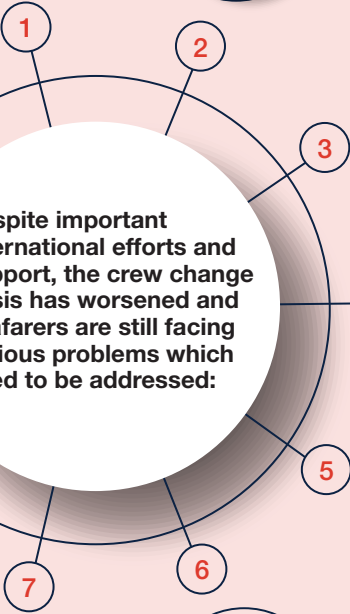 1
2
3
spite important
ernational efforts and
pport, the crew change
sis has worsened and
farers are still facing
ious problems which
ed to be addressed:
5
6
7